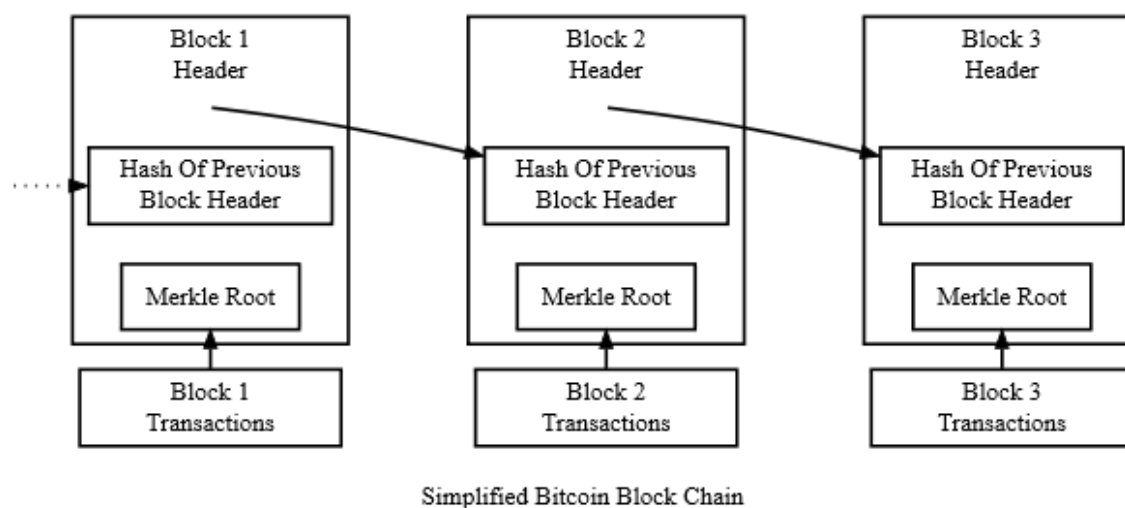 Block 1
Header
Hash Of Previous
Block Header
Merkle Root
Block 1
Transactions
Block 2
Header
Hash Of Previous
Block Header
Merkle Root
Block 2
Transactions
Block 3
Header
Hash Of Previous
Block Header
Merkle Root
Block 3
Transactions
Simplified Bitcoin Block Chain